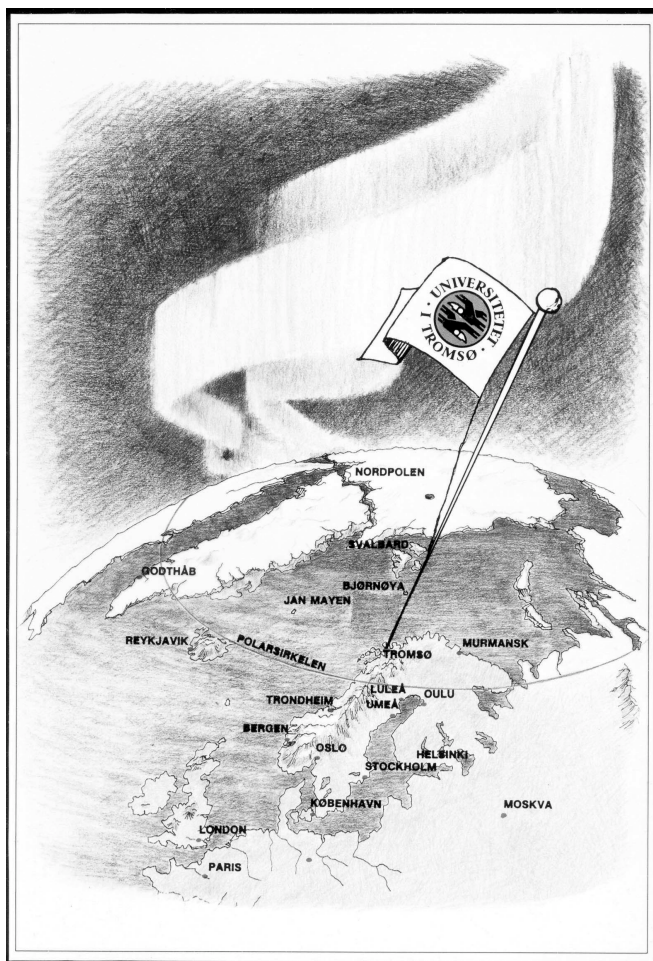 · UNIVERSITETET ·
I TROMSØ
NORDPOLEN
SVALBARD
GODTHÅB
BJØRNØYA
JAN MAYEN
REYKJAVIK
POLARSIRKELEN
TROMSØ
MURMANSK
LULEÅ
OULU
TRONDHEIM
UMEÅ
BERGEN
OSLO
HELSINKI
STOCKHOLM
KØBENHAVN
MOSKVA
LONDON
PARIS